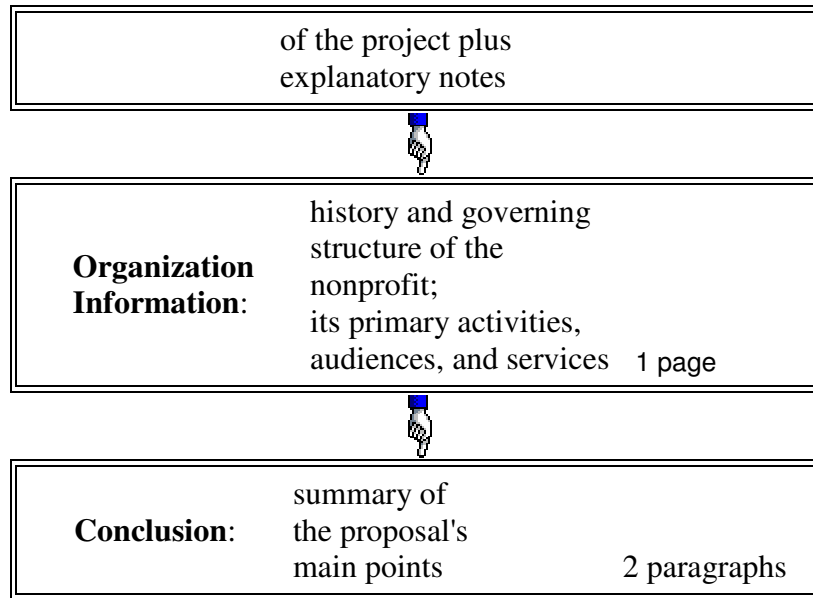 of the project plus
explanatory notes
Organization
Information:
history and governing
structure of the
nonprofit;
its primary activities,
audiences, and services 1 page
Conclusion:
summary of
the proposal's
main points 2 paragraphs